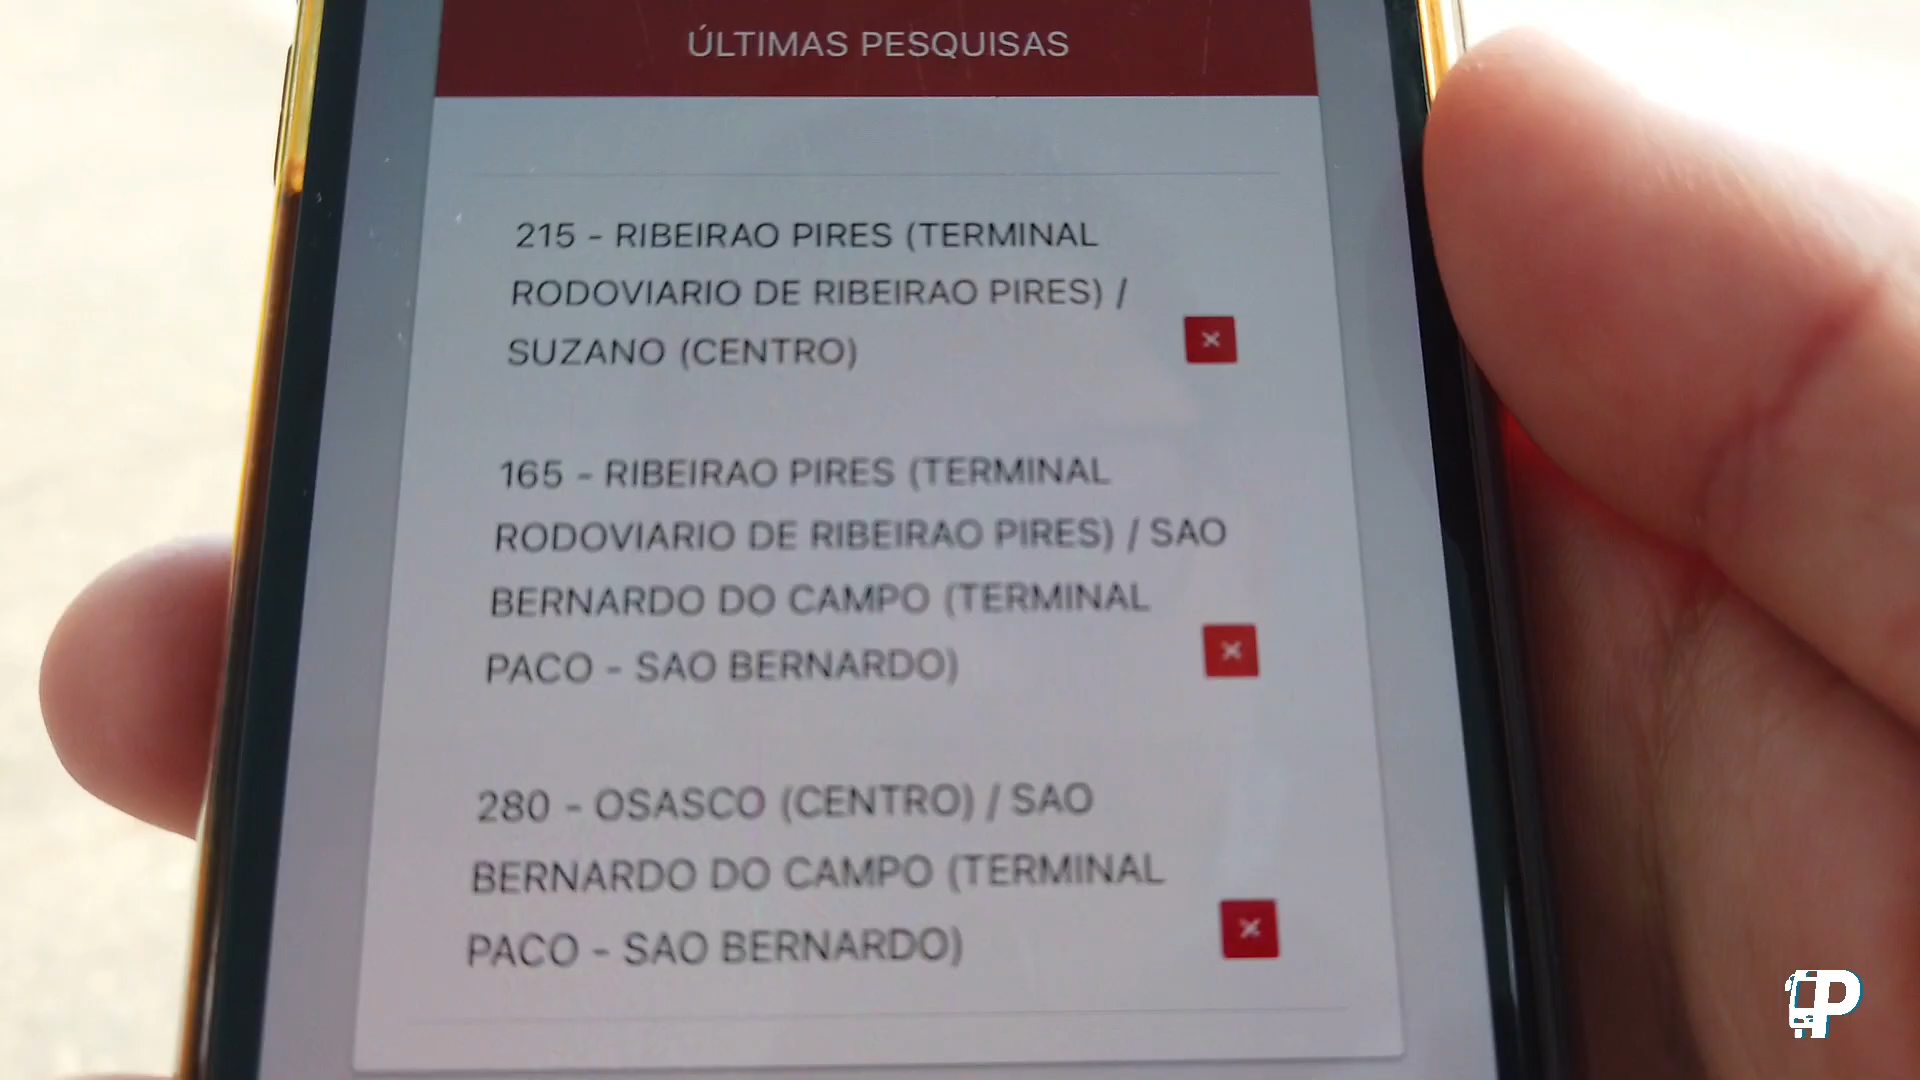 ÚLTIMAS PESQUISAS
215 - RIBEIRAO PIRES (TERMINAL
RODOVIARIO DE RIBEIRAO PIRES) /
SUZANO (CENTRO)
165 - RIBEIRAO PIRES (TERMINAL
RODOVIARIO DE RIBEIRAO PIRES) / SAO
BERNARDO DO CAMPO (TERMINAL
PACO - SAO BERNARDO)
280 - OSASCO (CENTRO) / SAO
BERNARDO DO CAMPO (TERMINAL
PACO - SAO BERNARDO)
P